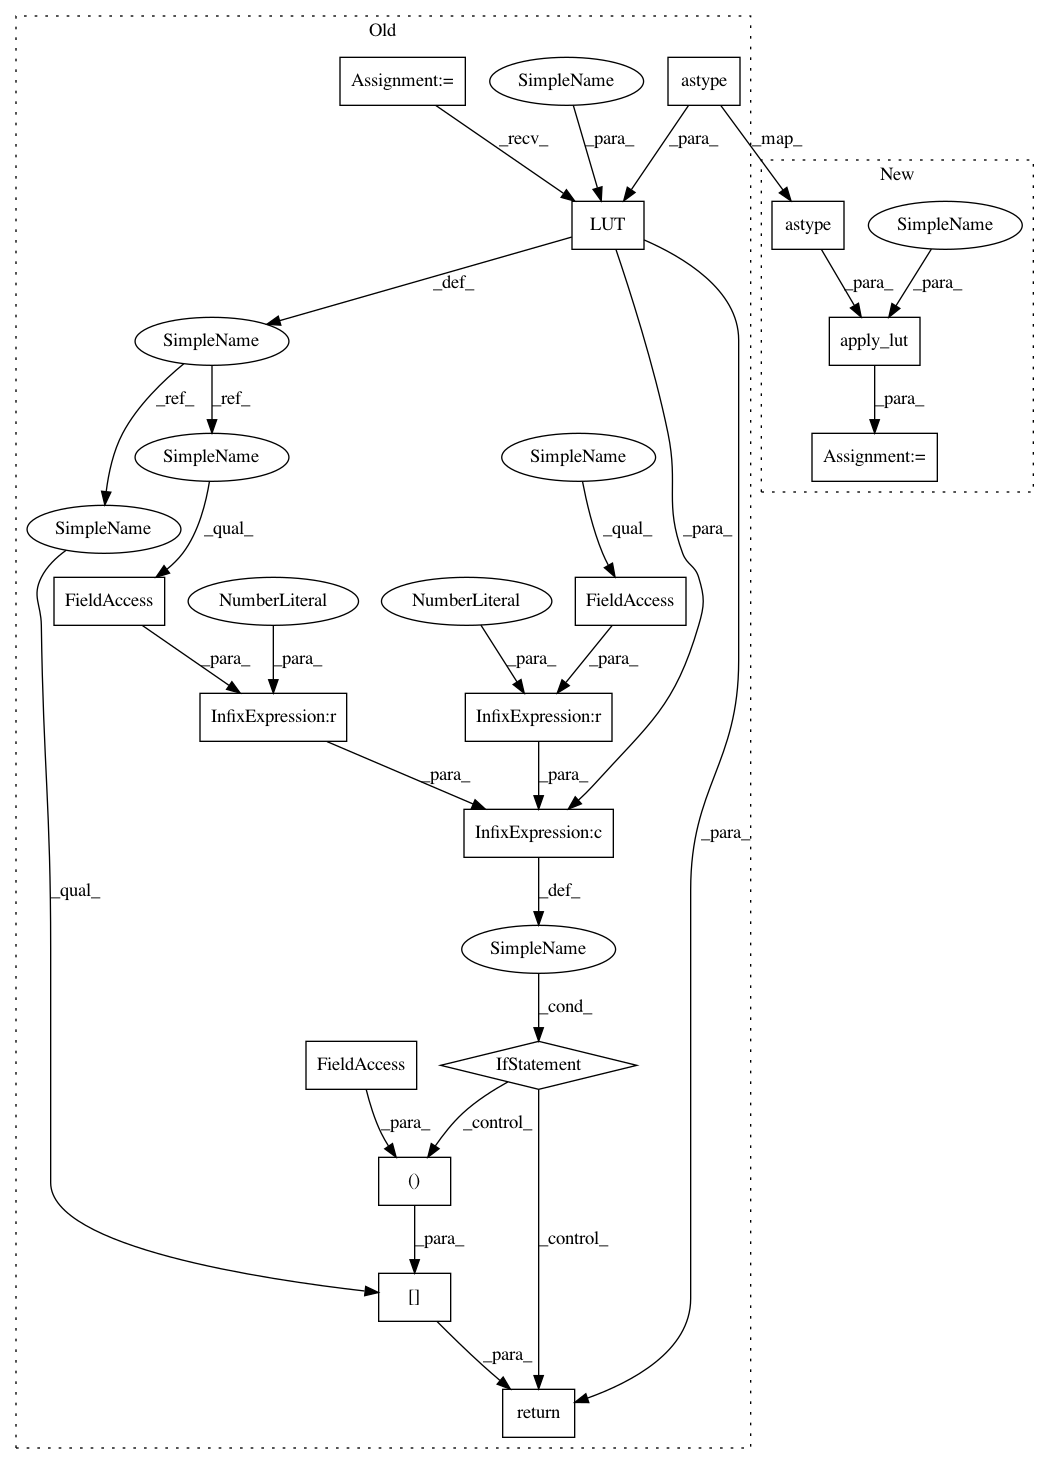 Old
Assignment:=
SimpleName
astype
_recv_
_para_
_para_
_map_
New
LUT
astype
SimpleName
_def_
_para_
_para_
SimpleName
apply_lut
_ref_
_ref_
_para_
SimpleName
SimpleName
Assignment:=
SimpleName
_qual_
_qual_
_para_
FieldAccess
NumberLiteral
NumberLiteral
FieldAccess
_para_
_para_
_para_
_para_
InfixExpression:r
InfixExpression:r
_para_
_para_
InfixExpression:c
_para_
_qual_
_def_
SimpleName
_cond_
FieldAccess
IfStatement
_para_
_control_
()
_para_
_control_
[]
_para_
return